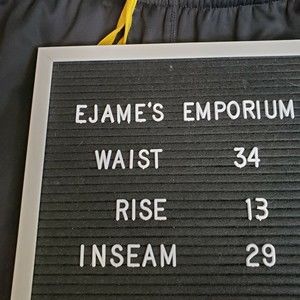 EJAME'S EMPORIUM
WAIST 34
RISE 13
INSEAM 29